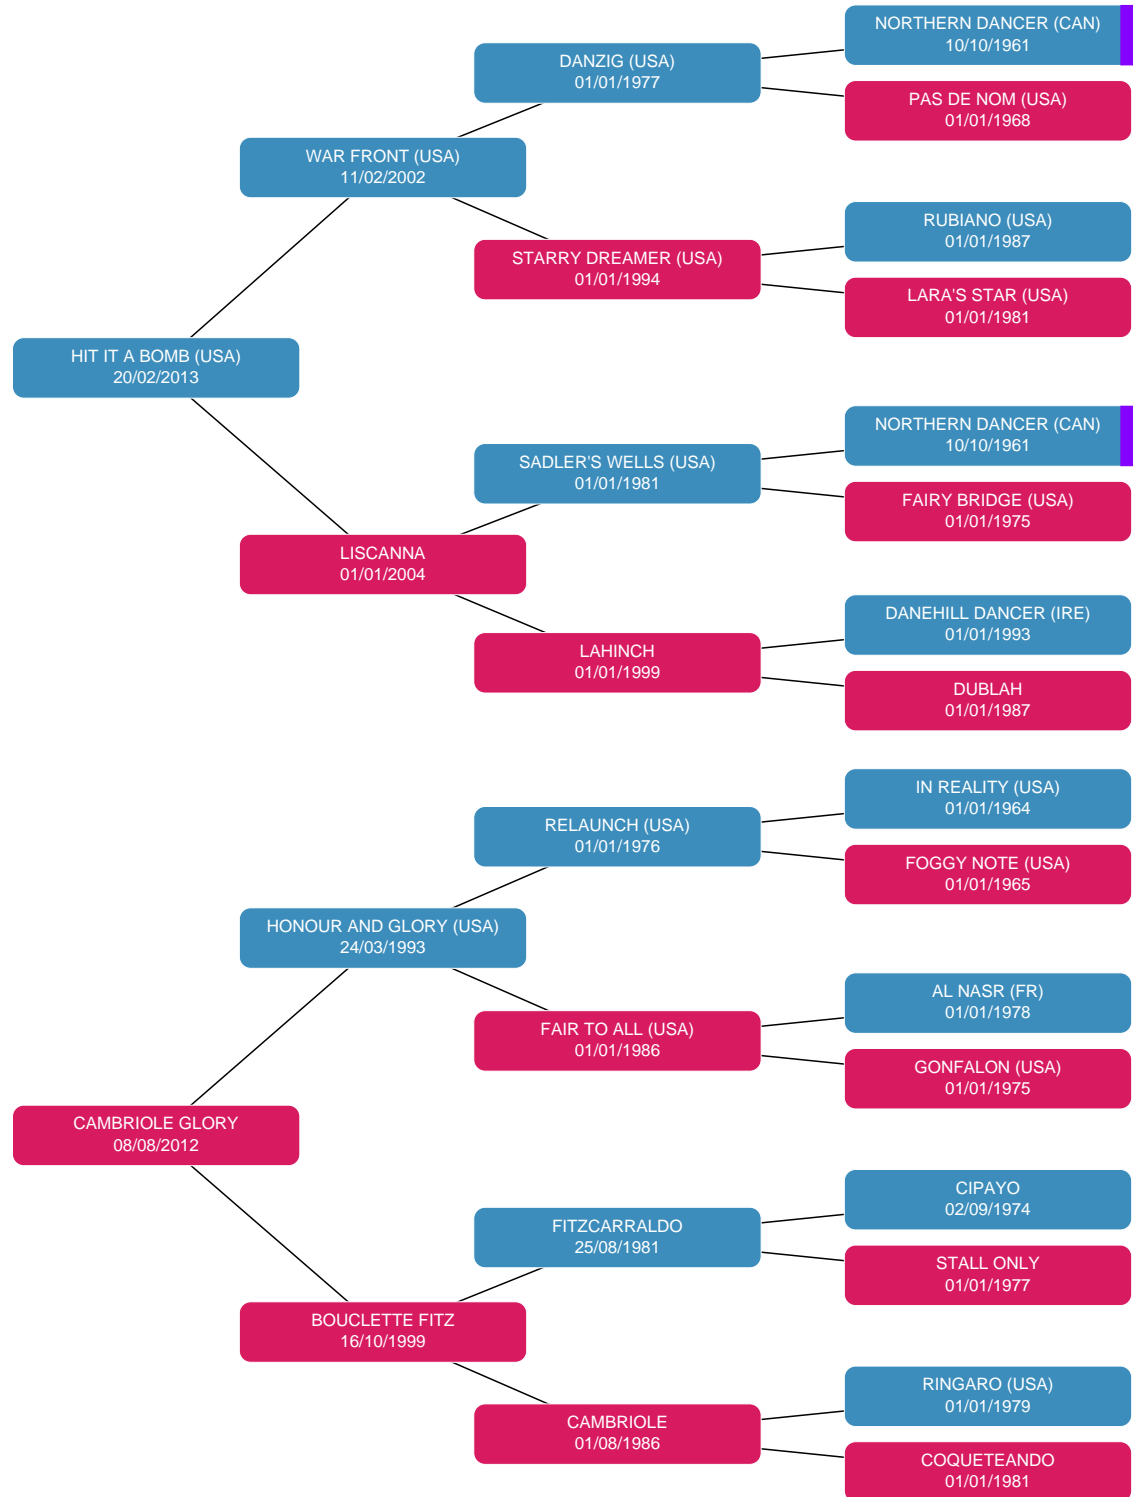 NORTHERN DANCER (CAN)
10/10/1961
DANZIG (USA)
01/01/1977
PAS DE NOM (USA)
01/01/1968
WAR FRONT (USA)
11/02/2002
RUBIANO (USA)
01/01/1987
STARRY DREAMER (USA)
01/01/1994
LARA'S STAR (USA)
01/01/1981
HIT IT A BOMB (USA)
20/02/2013
NORTHERN DANCER (CAN)
10/10/1961
SADLER'S WELLS (USA)
01/01/1981
FAIRY BRIDGE (USA)
01/01/1975
LISCANNA
01/01/2004
DANEHILL DANCER (IRE)
01/01/1993
LAHINCH
01/01/1999
DUBLAH
01/01/1987
IN REALITY (USA)
01/01/1964
RELAUNCH (USA)
01/01/1976
FOGGY NOTE (USA)
01/01/1965
HONOUR AND GLORY (USA)
24/03/1993
AL NASR (FR)
01/01/1978
FAIR TO ALL (USA)
01/01/1986
GONFALON (USA)
01/01/1975
CAMBRIOLE GLORY
08/08/2012
CIPAYO
02/09/1974
FITZCARRALDO
25/08/1981
STALL ONLY
01/01/1977
BOUCLETTE FITZ
16/10/1999
RINGARO (USA)
01/01/1979
CAMBRIOLE
01/08/1986
COQUETEANDO
01/01/1981